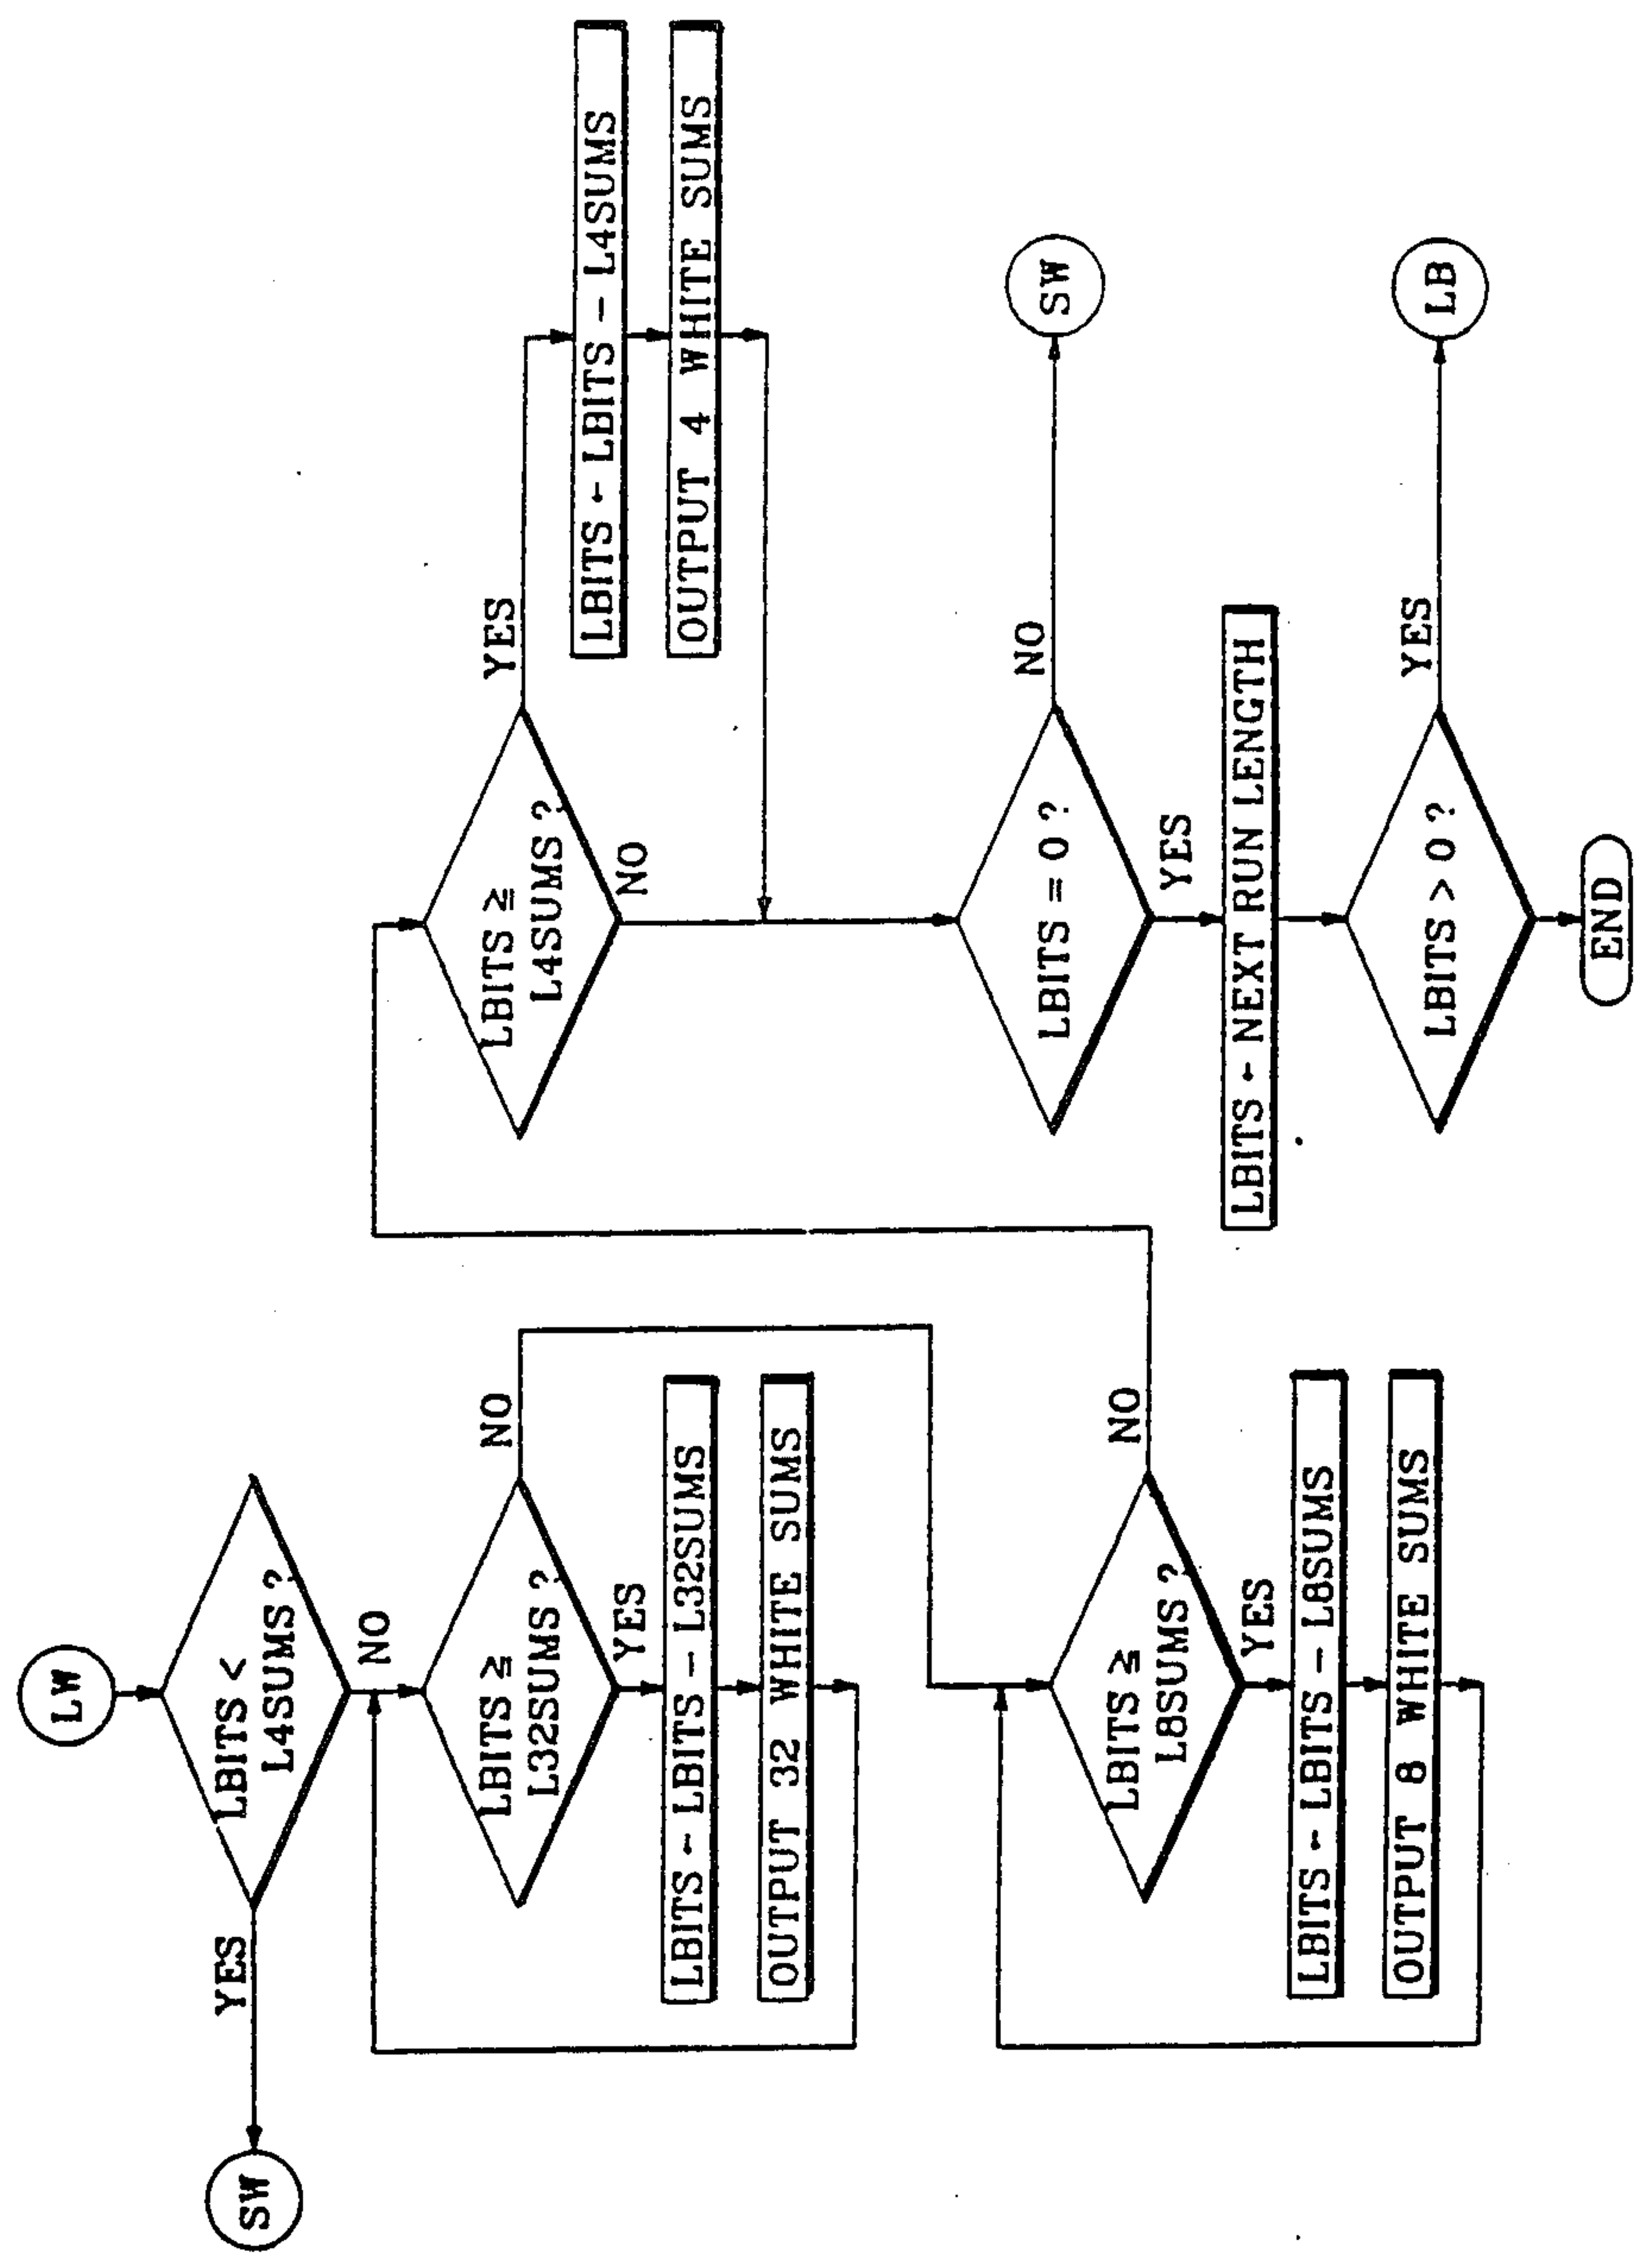 LW
LBITS <
L4SUMS ?
YES
SW
NO
LBITS ≧
L32SUMS ?
NO
YES
LBITS ← LBITS – L32SUMS
OUTPUT 32 WHITE SUMS
LBITS ≧
L8SUMS ?
NO
YES
LBITS ← LBITS – L8SUMS
OUTPUT 8 WHITE SUMS
LBITS ≧
L4SUMS ?
YES
NO
LBITS ← LBITS – L4SUMS
OUTPUT 4 WHITE SUMS
LBITS = 0 ?
NO
SW
YES
LBITS ← NEXT RUN LENGTH
LBITS > 0 ?
YES
LB
END